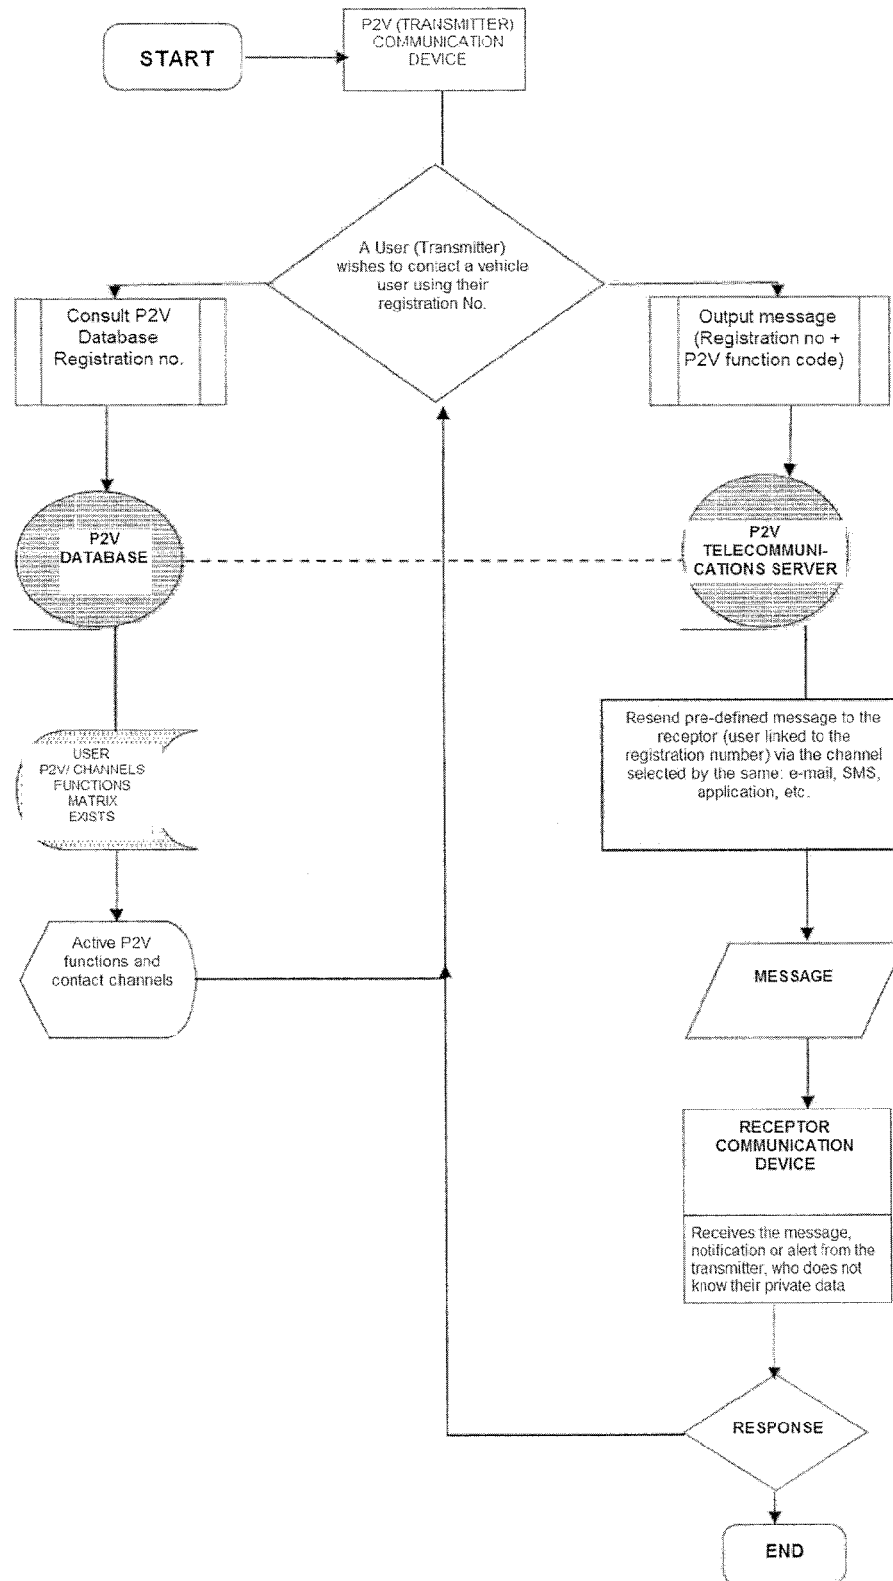 START
P2V (TRANSMITTER)
COMMUNICATION
DEVICE
A User (Transmitter)
wishes to contact a vehicle
user using their
registration No.
Consult P2V
Database
Registration no.
Output message
(Registration no +
P2V function code)
P2V
DATABASE
P2V
TELECOMMUNI-
CATIONS SERVER
USER
P2V/ CHANNELS
FUNCTIONS
MATRIX
EXISTS
Resend pre-defined message to the
receptor (user linked to the
registration number) via the channel
selected by the same: e-mail, SMS,
application, etc.
Active P2V
functions and
contact channels
MESSAGE
RECEPTOR
COMMUNICATION
DEVICE
Receives the message,
notification or alert from the
transmitter, who does not
know their private data
RESPONSE
END